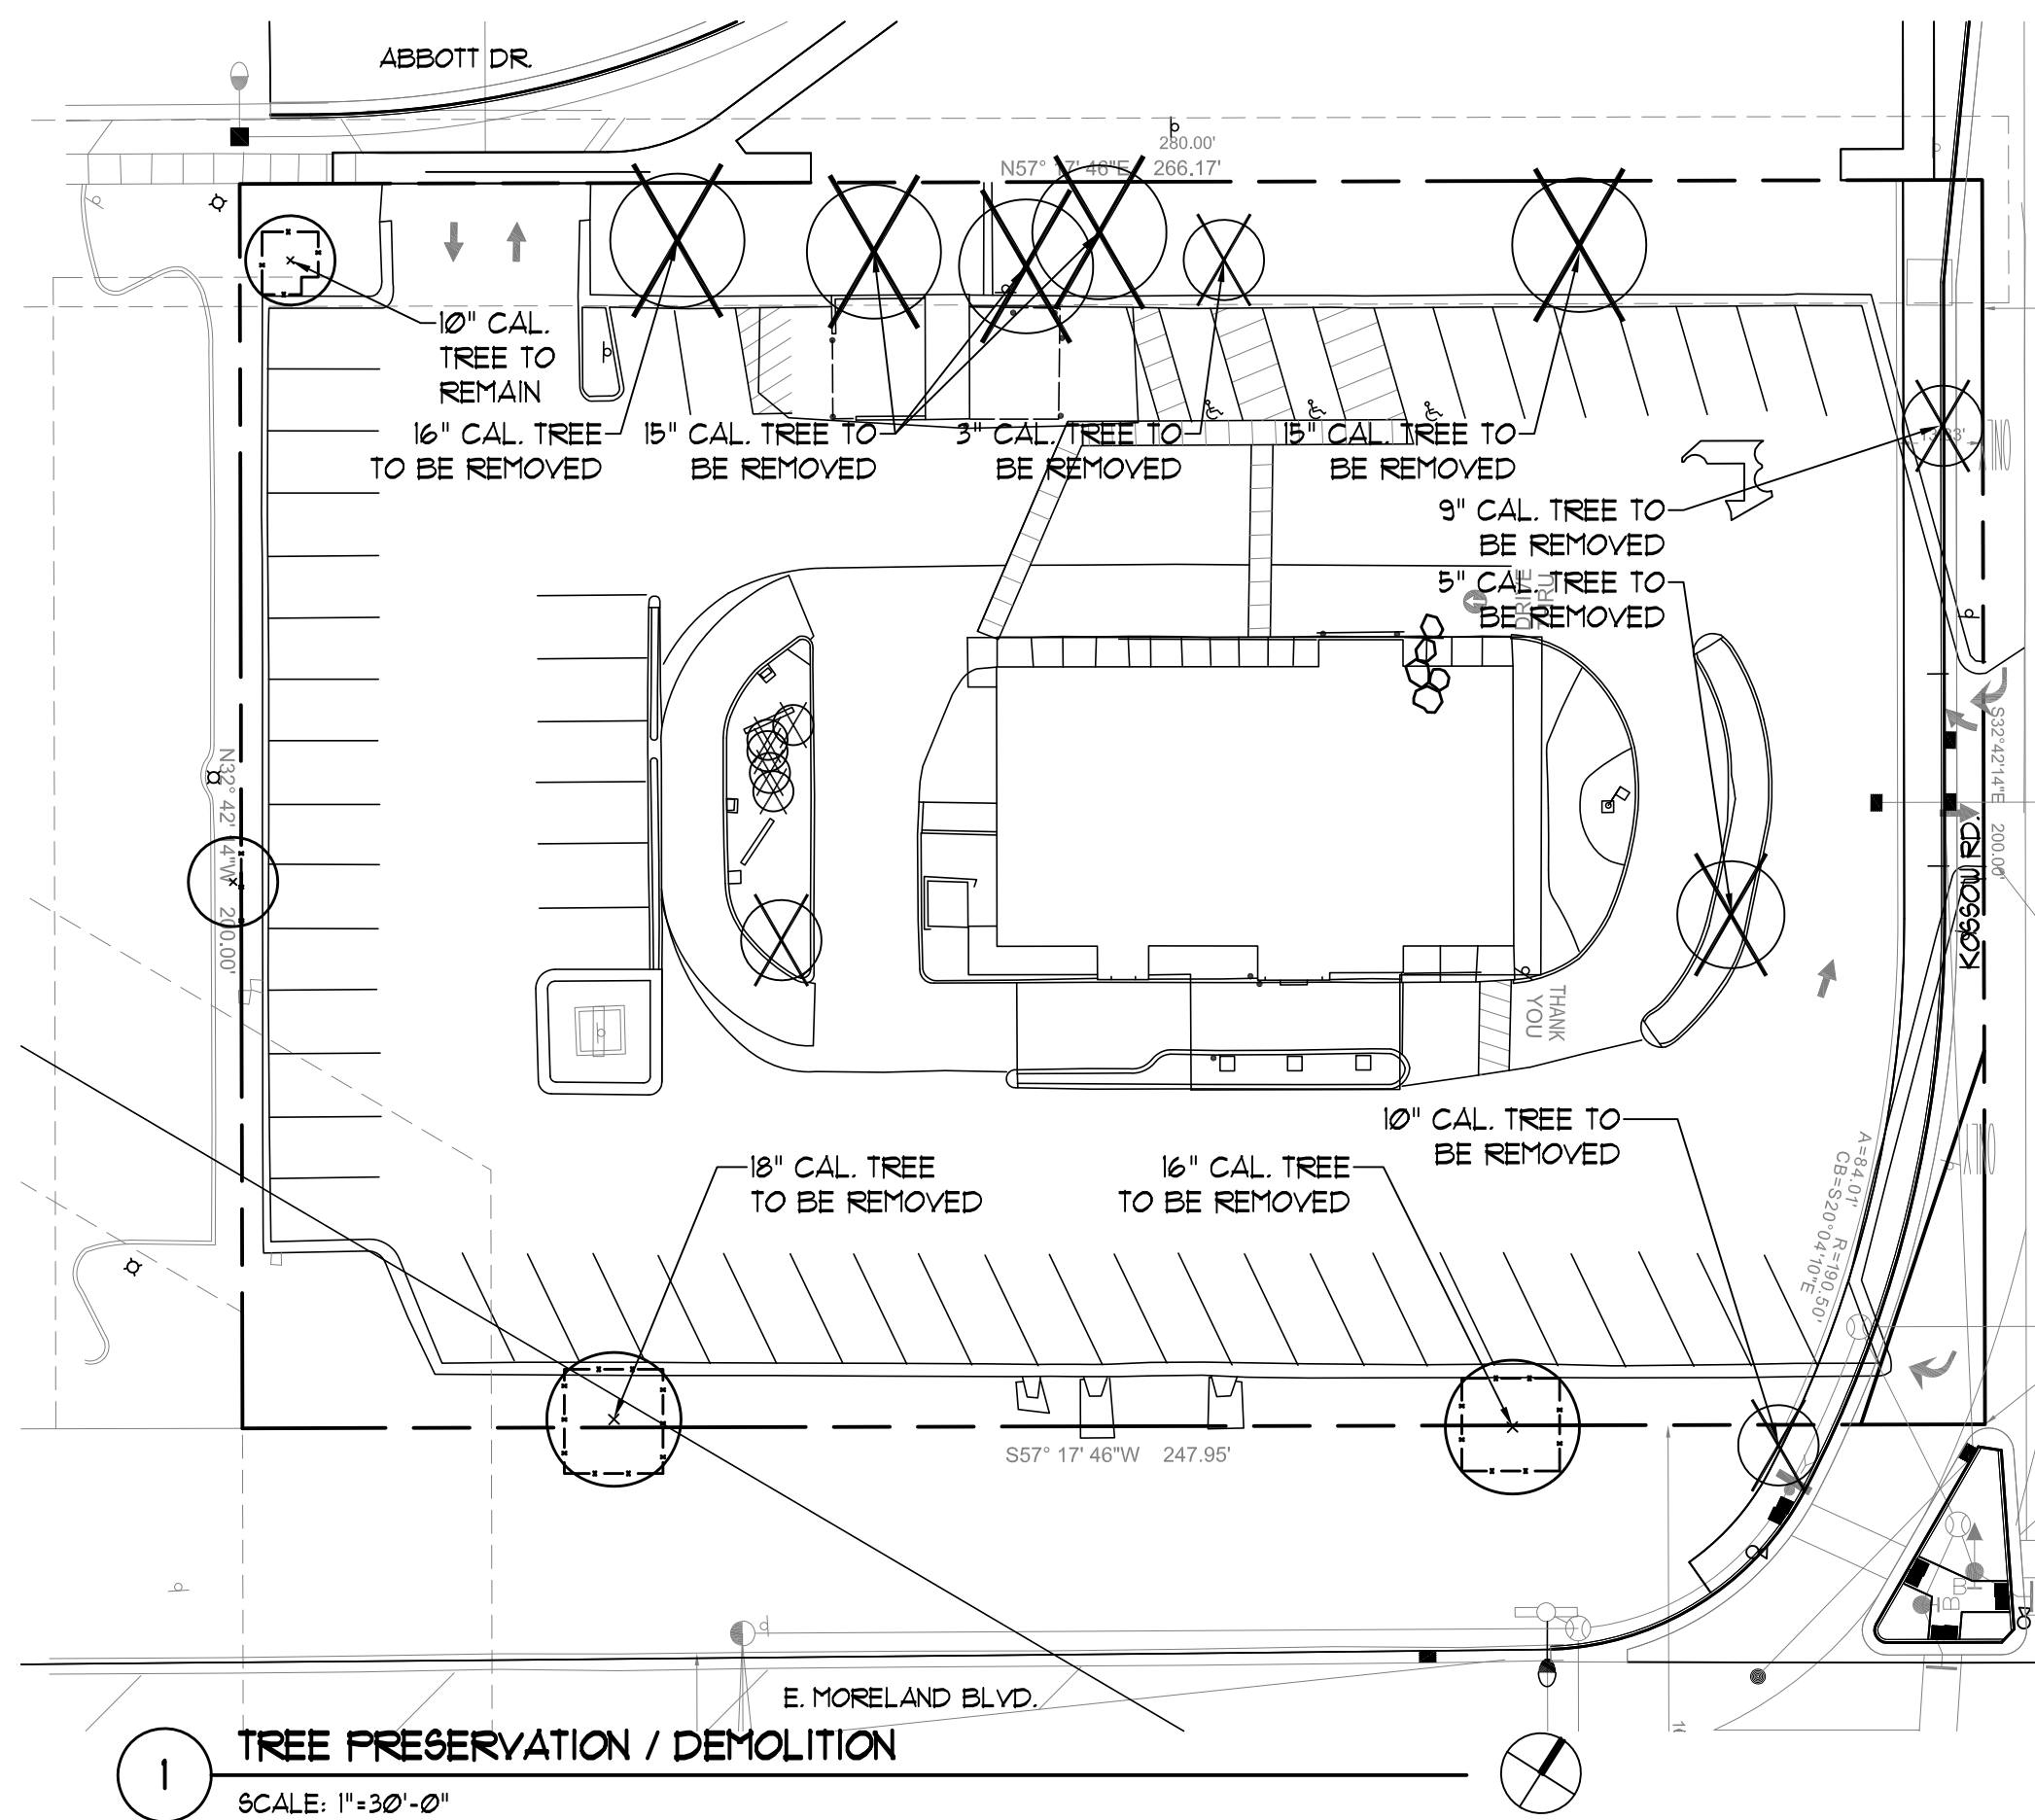 ABBOTT DR.
280.00'
N57° 17' 46"E 266.17'
10" CAL.
TREE TO
REMAIN
16" CAL. TREE
TO BE REMOVED
15" CAL. TREE TO
BE REMOVED
3" CAL. TREE TO
BE REMOVED
15" CAL. TREE TO
BE REMOVED
13.33'
ONLY
9" CAL. TREE TO
BE REMOVED
5" CAL. TREE TO
BE REMOVED
DRIVE
THRU
N32° 42' 14"W 200.00'
S32°42'14"E 200.00'
KOSSOW RD.
THANK
YOU
10" CAL. TREE TO
BE REMOVED
18" CAL. TREE
TO BE REMOVED
16" CAL. TREE
TO BE REMOVED
A=84.01' R=190.50'
CB=S20°04'10"E
ONLY
S57° 17' 46"W 247.95'
HB
E. MORELAND BLVD.
1
TREE PRESERVATION / DEMOLITION
SCALE: 1"=30'-0"